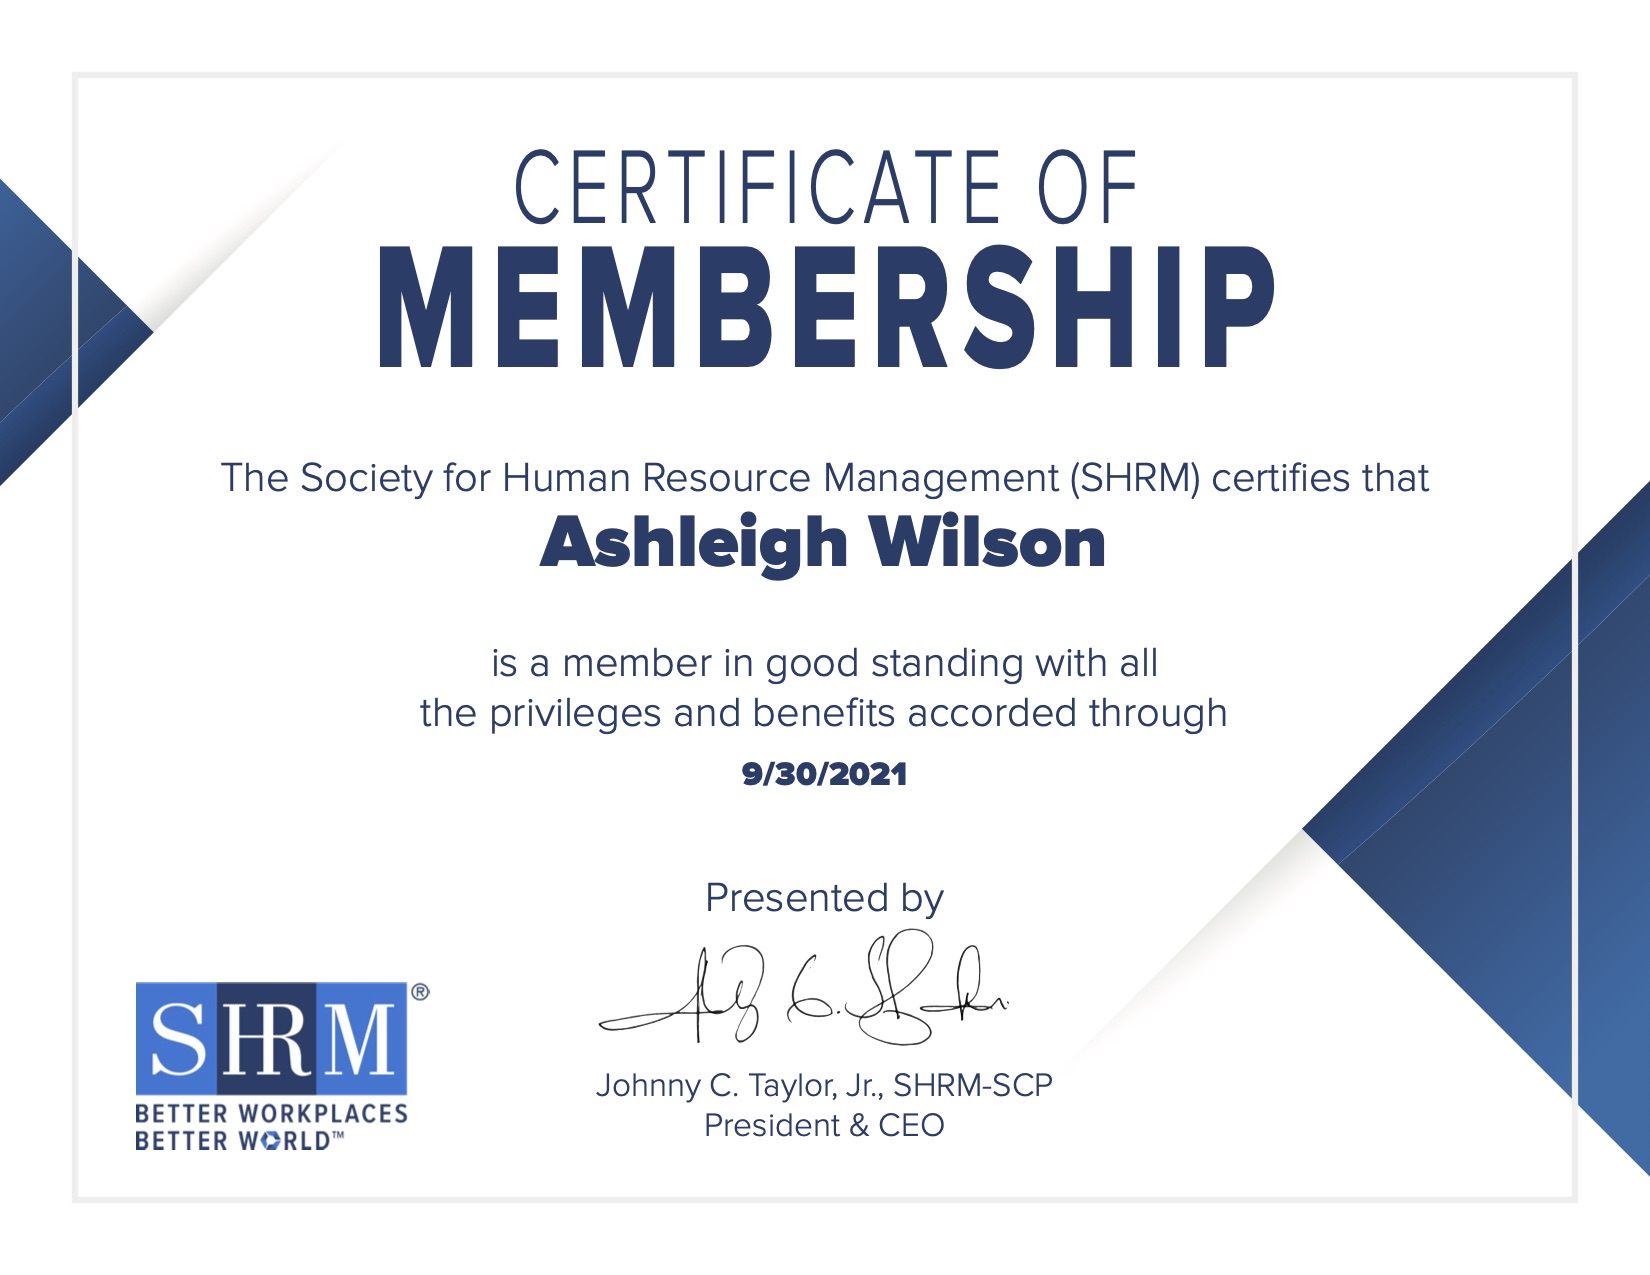 CERTIFICATE OF
MEMBERSHIP
The Society for Human Resource Management (SHRM) certifies that
Ashleigh Wilson
is a member in good standing with all
the privileges and benefits accorded through
9/30/2021
Presented by
Johnny C. Taylor, Jr., SHRM-SCP
President & CEO
SHRM®
BETTER WORKPLACES
BETTER WORLD™